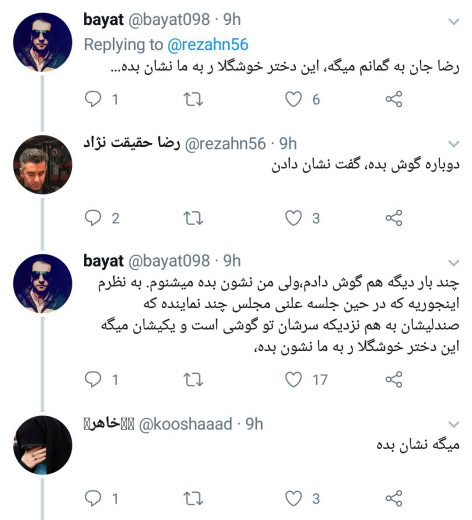 bayat @bayat098 · 9h
Replying to @rezahn56
رضا جان به گمانم میگه، این دختر خوشگلا ر به ما نشان بده...
1 6
رضا حقیقت نژاد @rezahn56 · 9h
دوباره گوش بده، گفت نشان دادن
2 3
bayat @bayat098 · 9h
چند بار دیگه هم گوش دادم،ولی من نشون بده میشنوم. به نظرم
اینجوریه که در حین جلسه علنی مجلس چند نماینده که
صندلیشان به هم نزدیکه سرشان تو گوشی است و یکیشان میگه
این دختر خوشگلا ر به ما نشون بده،
1 17
خاهر @kooshaaad · 9h
میگه نشان بده
1 3